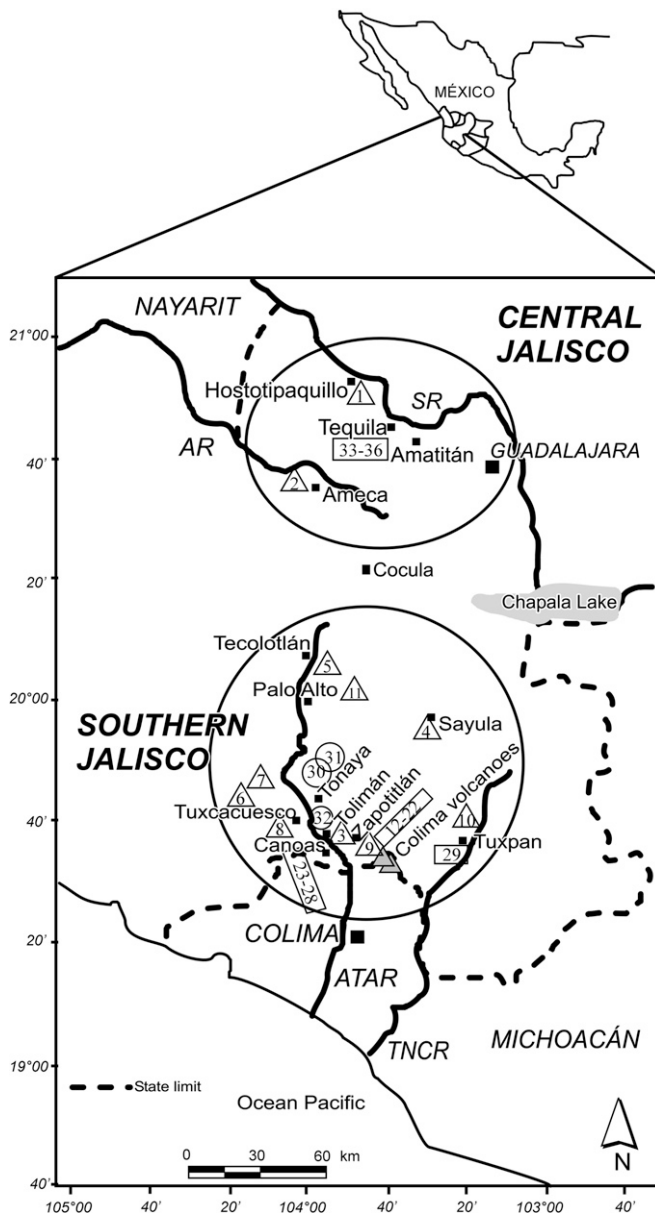 MÉXICO
NAYARIT
CENTRAL
JALISCO
21°00
Hostotipaquillo
1
SR
Tequila
33-36
Amatitán
AR
40'
GUADALAJARA
2
Ameca
20'
Cocula
Chapala Lake
Tecolotlán
5
20°00
Palo Alto
11
SOUTHERN
JALISCO
4
Sayula
31
30
Tonaya
7
6
Tolimán
Zapotitlán
12-22
Colima volcanoes
Tuxcacuesco
32
40'
8
3
9
10
Canoas
Tuxpan
29
23-28
COLIMA
20'
ATAR
TNCR
MICHOACÁN
19°00
State limit
Ocean Pacific
0 30 60 km
N
40'
105°00 40' 20' 104°00 40' 20' 103°00 40' 20'